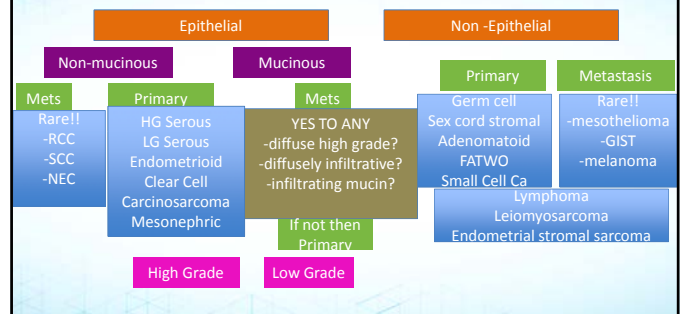 Epithelial
Non -Epithelial
Non-mucinous
Mucinous
Primary
Metastasis
Mets
Primary
Mets
Rare!!
-RCC
-SCC
-NEC
HG Serous
LG Serous
Endometrioid
Clear Cell
Carcinosarcoma
Mesonephric
YES TO ANY
-diffuse high grade?
-diffusely infiltrative?
-infiltrating mucin?
If not then
Primary
Germ cell
Sex cord stromal
Adenomatoid
FATWO
Small Cell Ca
Rare!!
-mesothelioma
-GIST
-melanoma
Lymphoma
Leiomyosarcoma
Endometrial stromal sarcoma
High Grade
Low Grade